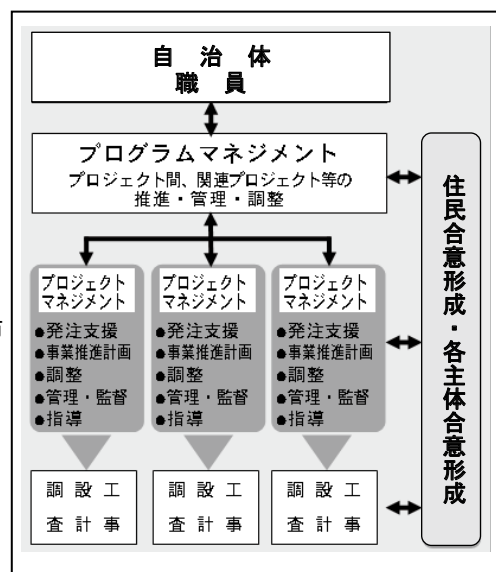 自治体
職員
プログラムマネジメント
プロジェクト間、関連プロジェクト等の
推進・管理・調整
プロジェクト
マネジメント
●発注支援
●事業推進計画
●調整
●管理・監督
●指導
プロジェクト
マネジメント
●発注支援
●事業推進計画
●調整
●管理・監督
●指導
プロジェクト
マネジメント
●発注支援
●事業推進計画
●調整
●管理・監督
●指導
調設工
査計事
調設工
査計事
調設工
査計事
住民合意形成・各主体合意形成